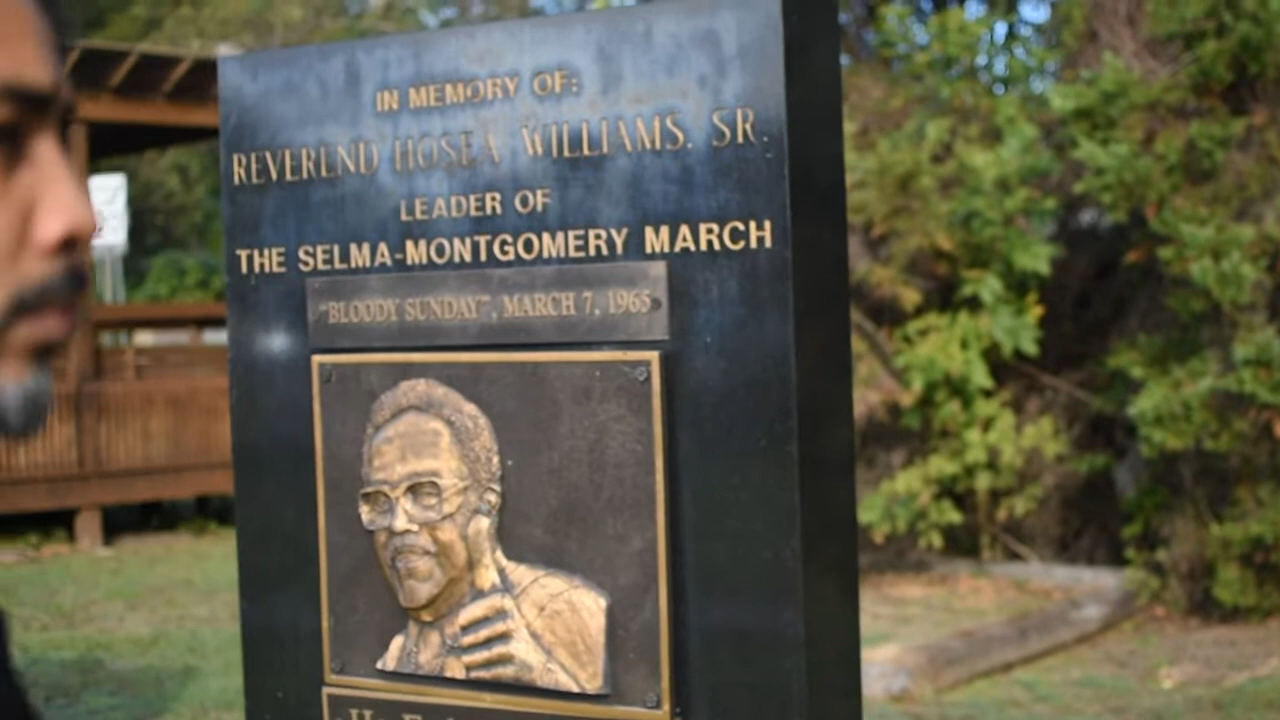 IN MEMORY OF:
REVEREND HOSEA WILLIAMS, SR.
LEADER OF
THE SELMA-MONTGOMERY MARCH
"BLOODY SUNDAY", MARCH 7, 1965